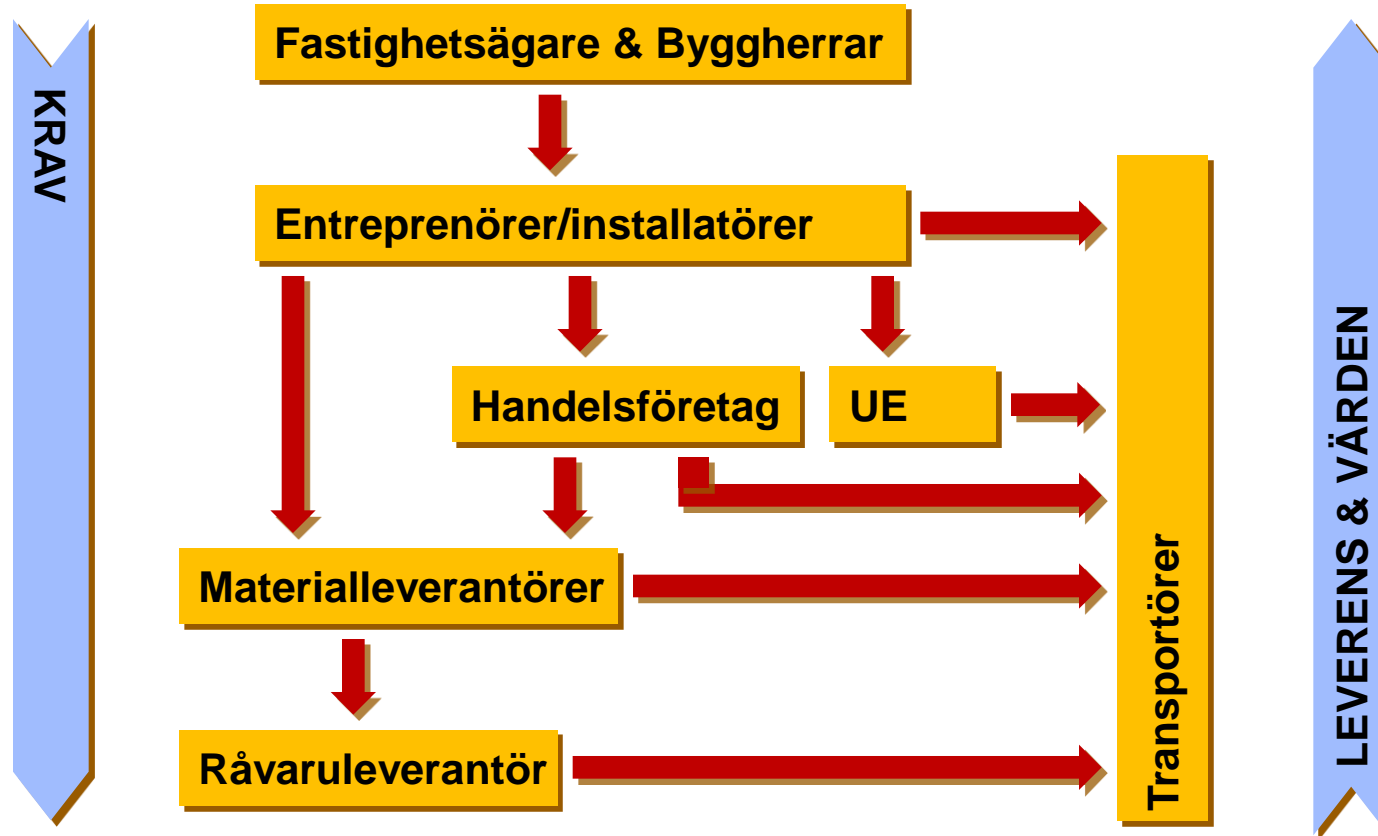 KRAV
Fastighetsägare & Byggherrar
Entreprenörer/installatörer
Handelsföretag
UE
Materialleverantörer
Råvaruleverantör
Transportörer
LEVERENS & VÄRDEN